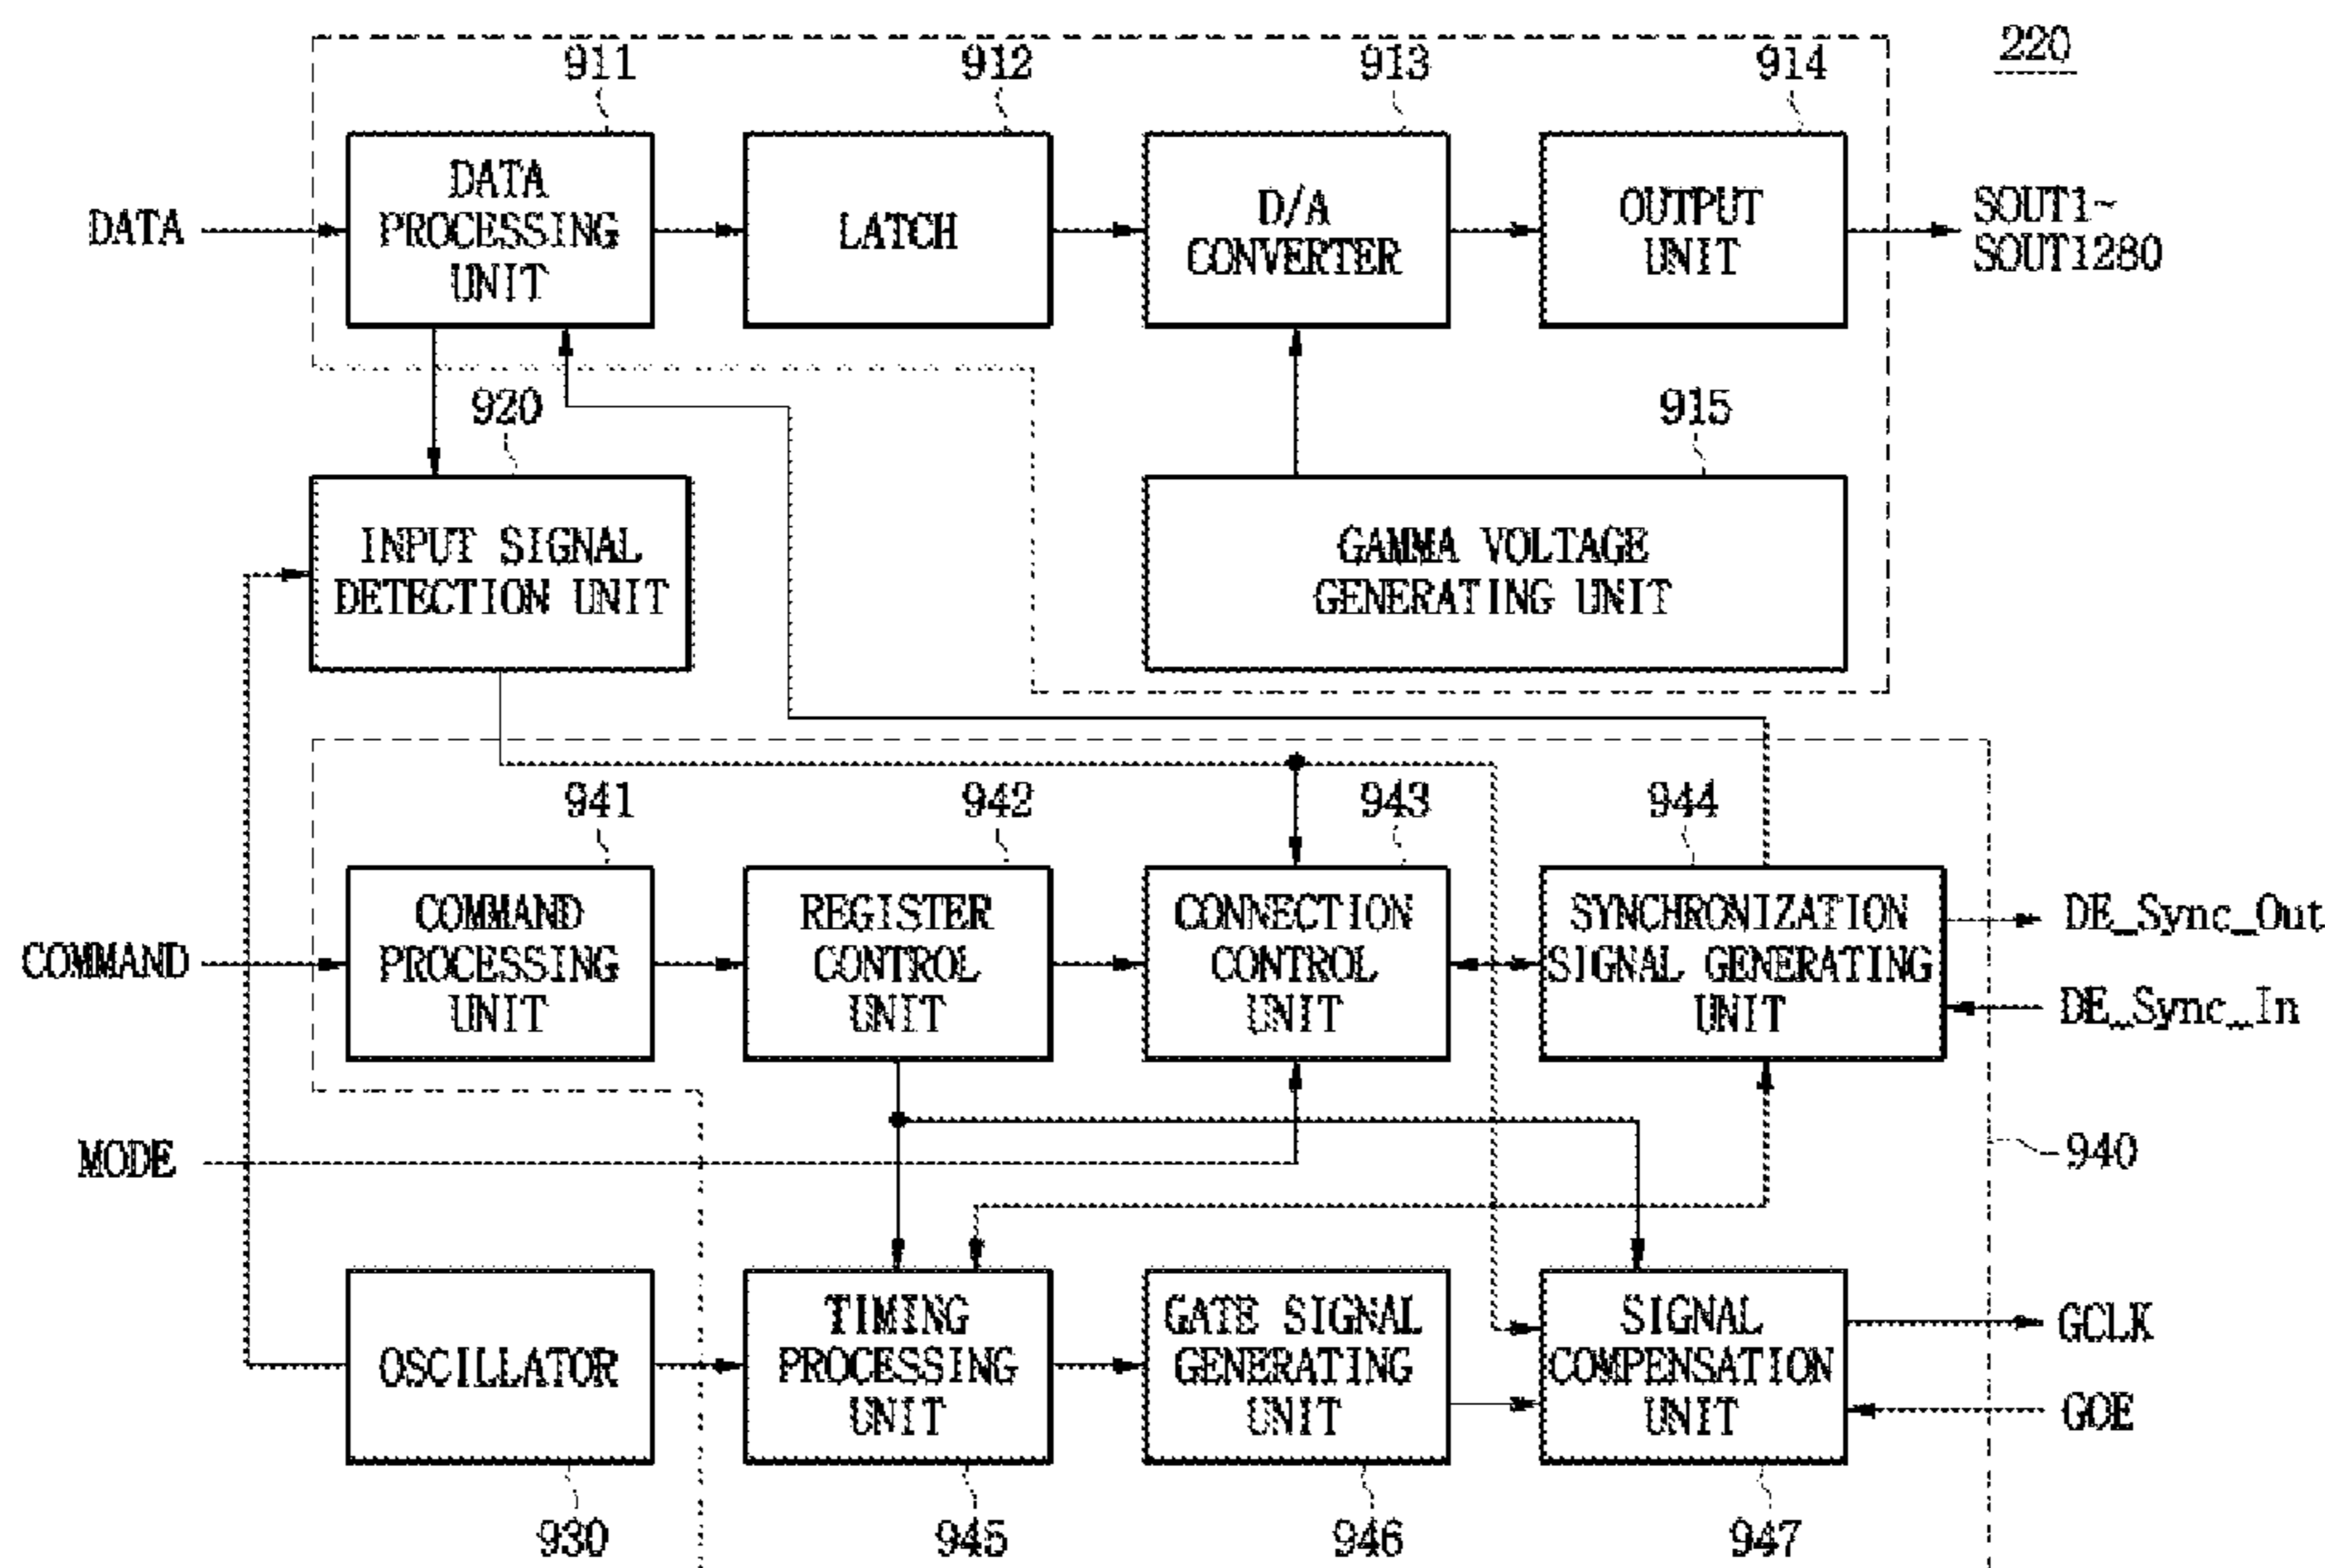 220
911
912
913
914
DATA
DATA
PROCESSING
UNIT
LATCH
D/A
CONVERTER
OUTPUT
UNIT
SOUT1~
SOUT1280
920
915
INPUT SIGNAL
DETECTION UNIT
GAMMA VOLTAGE
GENERATING UNIT
941
942
943
944
COMMAND
COMMAND
PROCESSING
UNIT
REGISTER
CONTROL
UNIT
CONNECTION
CONTROL
UNIT
SYNCHRONIZATION
SIGNAL GENERATING
UNIT
DE_Sync_Out
DE_Sync_In
MODE
940
OSCILLATOR
TIMING
PROCESSING
UNIT
GATE SIGNAL
GENERATING
UNIT
SIGNAL
COMPENSATION
UNIT
GCLK
GOE
930
945
946
947